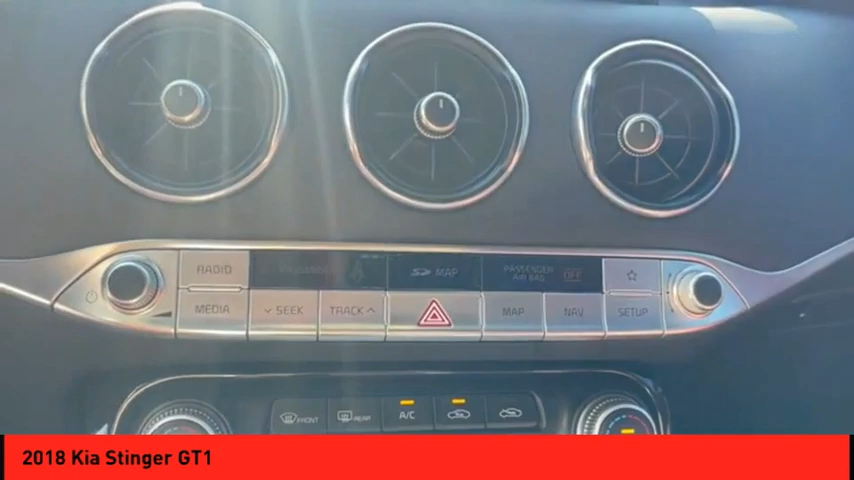 RADIO
SD MAP
PASSENGER
AIR BAG OFF
MEDIA
SEEK
TRACK
MAP
NAV
SETUP
FRONT
REAR
A/C
2018 Kia Stinger GT1